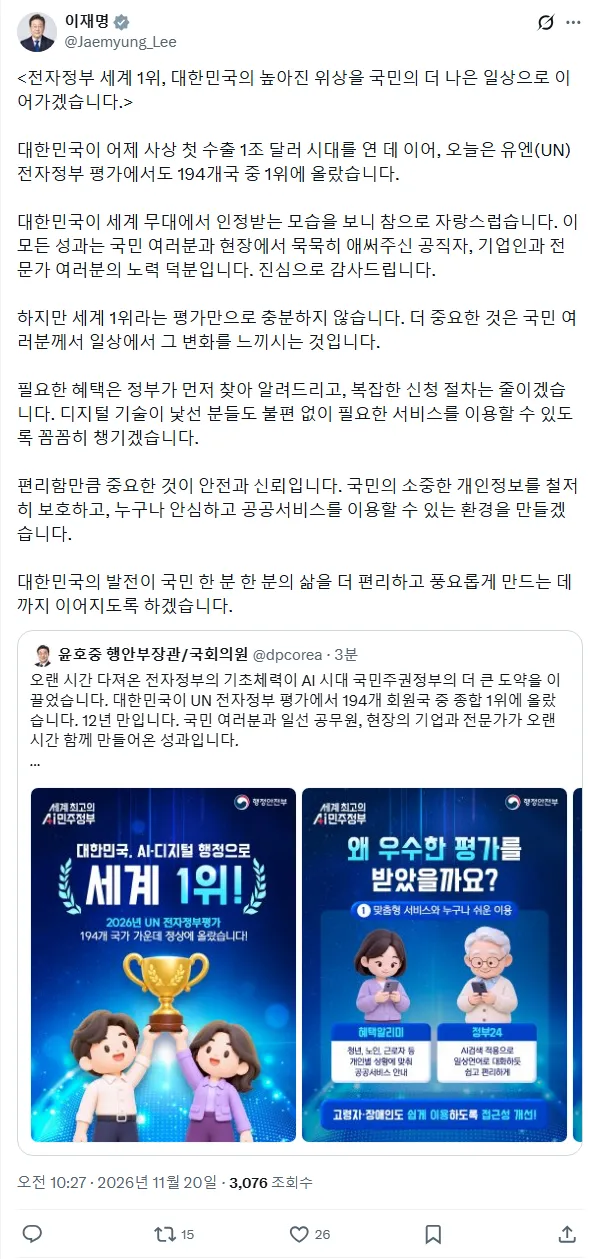 이재명
@Jaemyung_Lee
<전자정부 세계 1위, 대한민국의 높아진 위상을 국민의 더 나은 일상으로 이
어가겠습니다.>
대한민국이 어제 사상 첫 수출 1조 달러 시대를 연 데 이어, 오늘은 유엔(UN)
전자정부 평가에서도 194개국 중 1위에 올랐습니다.
대한민국이 세계 무대에서 인정받는 모습을 보니 참으로 자랑스럽습니다. 이
모든 성과는 국민 여러분과 현장에서 묵묵히 애써주신 공직자, 기업인과 전
문가 여러분의 노력 덕분입니다. 진심으로 감사드립니다.
하지만 세계 1위라는 평가만으로 충분하지 않습니다. 더 중요한 것은 국민 여
러분께서 일상에서 그 변화를 느끼시는 것입니다.
필요한 혜택은 정부가 먼저 찾아 알려드리고, 복잡한 신청 절차는 줄이겠습
니다. 디지털 기술이 낯선 분들도 불편 없이 필요한 서비스를 이용할 수 있도
록 꼼꼼히 챙기겠습니다.
편리함만큼 중요한 것이 안전과 신뢰입니다. 국민의 소중한 개인정보를 철저
히 보호하고, 누구나 안심하고 공공서비스를 이용할 수 있는 환경을 만들겠
습니다.
대한민국의 발전이 국민 한 분 한 분의 삶을 더 편리하고 풍요롭게 만드는 데
까지 이어지도록 하겠습니다.
윤호중 행안부장관/국회의원 @dpcorea · 3분
오랜 시간 다져온 전자정부의 기초체력이 AI 시대 국민주권정부의 더 큰 도약을 이
끌었습니다. 대한민국이 UN 전자정부 평가에서 194개 회원국 중 종합 1위에 올랐
습니다. 12년 만입니다. 국민 여러분과 일선 공무원, 현장의 기업과 전문가가 오랜
시간 함께 만들어온 성과입니다.
...
세계 최고의
AI민주정부
행정안전부
대한민국, AI·디지털 행정으로
세계 1위!
2026년 UN 전자정부평가
194개 국가 가운데 정상에 올랐습니다!
세계 최고의
AI민주정부
행정안전부
왜 우수한 평가를
받았을까요?
1 맞춤형 서비스와 누구나 쉬운 이용
혜택알리미
청년, 노인, 근로자 등
개인별 상황에 맞춰
공공서비스 안내
정부24
AI검색 적용으로
일상언어로 대화하듯
쉽고 편리하게
고령자·장애인도 쉽게 이용하도록 접근성 개선!
오전 10:27 · 2026년 11월 20일 · 3,076 조회수
15
26